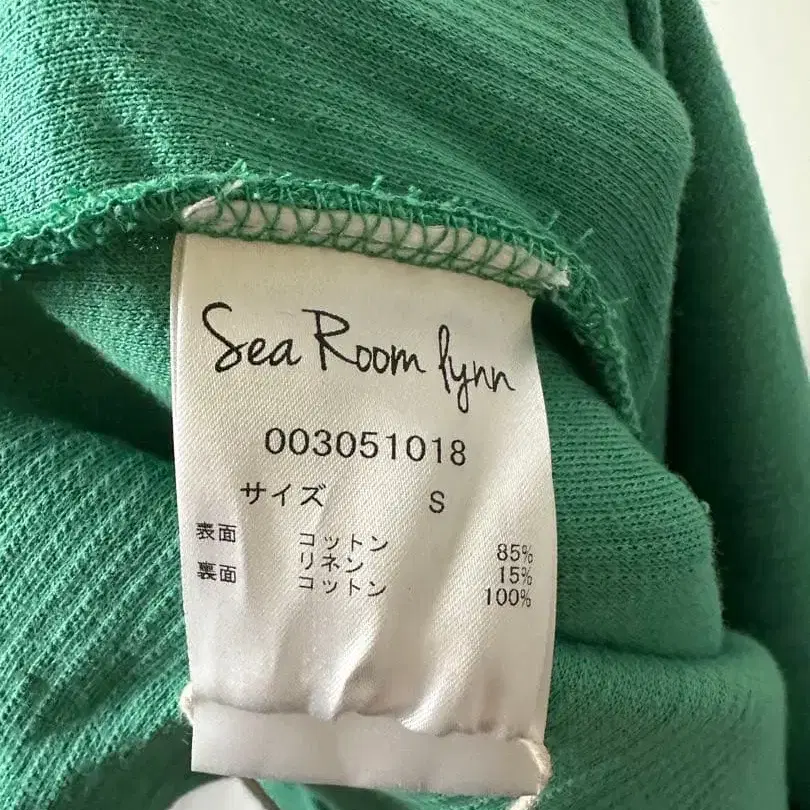 Sea Room lynn
003051018
サイズ S
表面 コットン 85%
リネン 15%
裏面 コットン 100%